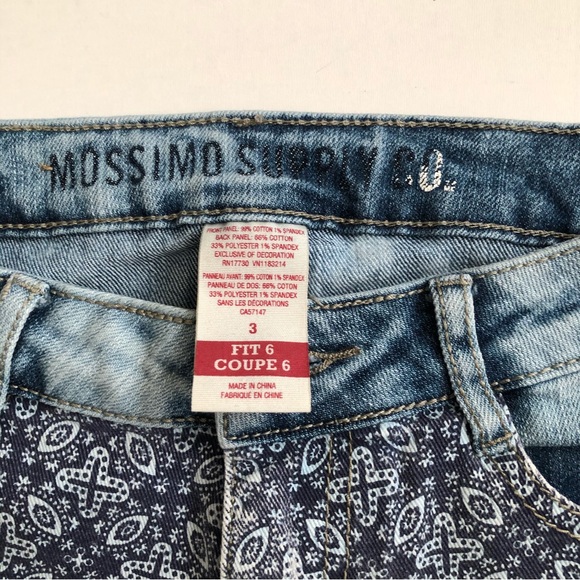 MOSSIMO SUPPLY CO.
FRONT PANEL: 99% COTTON 1% SPANDEX
BACK PANEL: 66% COTTON
33% POLYESTER 1% SPANDEX
EXCLUSIVE OF DECORATION
RN17730 VN1183214
PANNEAU AVANT: 99% COTON 1% SPANDEX
PANNEAU DE DOS: 66% COTON
33% POLYESTER 1% SPANDEX
SANS LES DÉCORATIONS
CA57147
3
FIT 6
COUPE 6
MADE IN CHINA
FABRIQUÉ EN CHINE